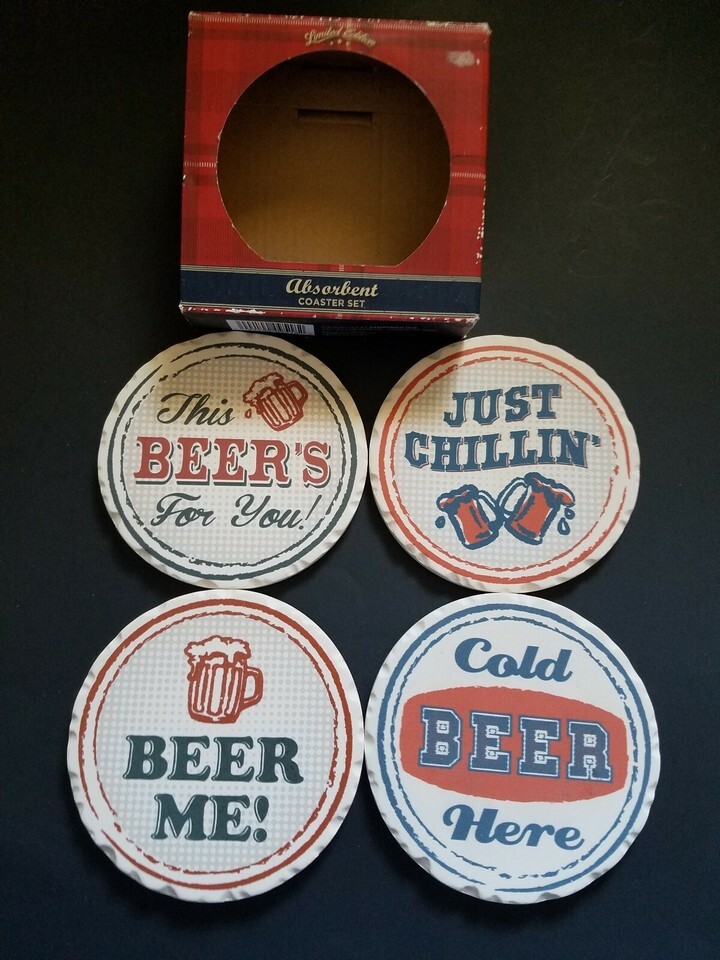 Limited Edition
Absorbent
COASTER SET
This
BEER'S
For You!
JUST
CHILLIN'
BEER
ME!
Cold
BEER
Here